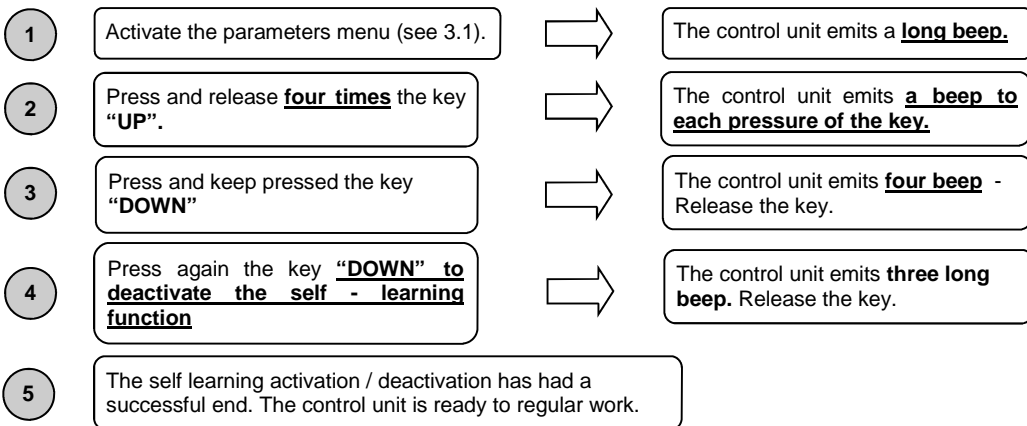 1
Activate the parameters menu (see 3.1).
The control unit emits a long beep.
2
Press and release four times the key
“UP”.
The control unit emits a beep to
each pressure of the key.
3
Press and keep pressed the key
“DOWN”
The control unit emits four beep -
Release the key.
4
Press again the key “DOWN” to
deactivate the self - learning
function
The control unit emits three long
beep. Release the key.
5
The self learning activation / deactivation has had a
successful end. The control unit is ready to regular work.